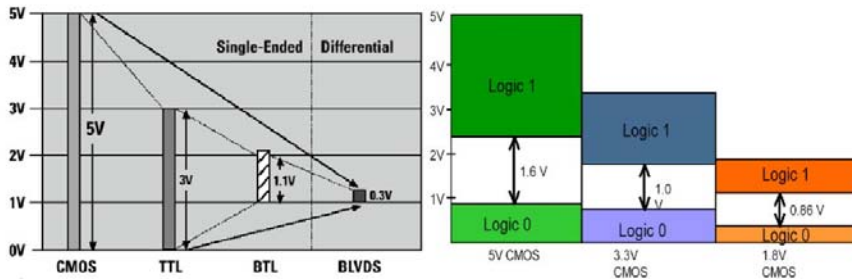 5V
4V
3V
2V
1V
0V
Single-Ended
Differential
5V
3V
1.1V
0.3V
CMOS
TTL
BTL
BLVDS
5V
4V
3V
2V
1V
Logic 1
1.6 V
Logic 0
5V CMOS
Logic 1
1.0
V
Logic 0
3.3V
CMOS
Logic 1
0.86 V
Logic 0
1.8V
CMOS